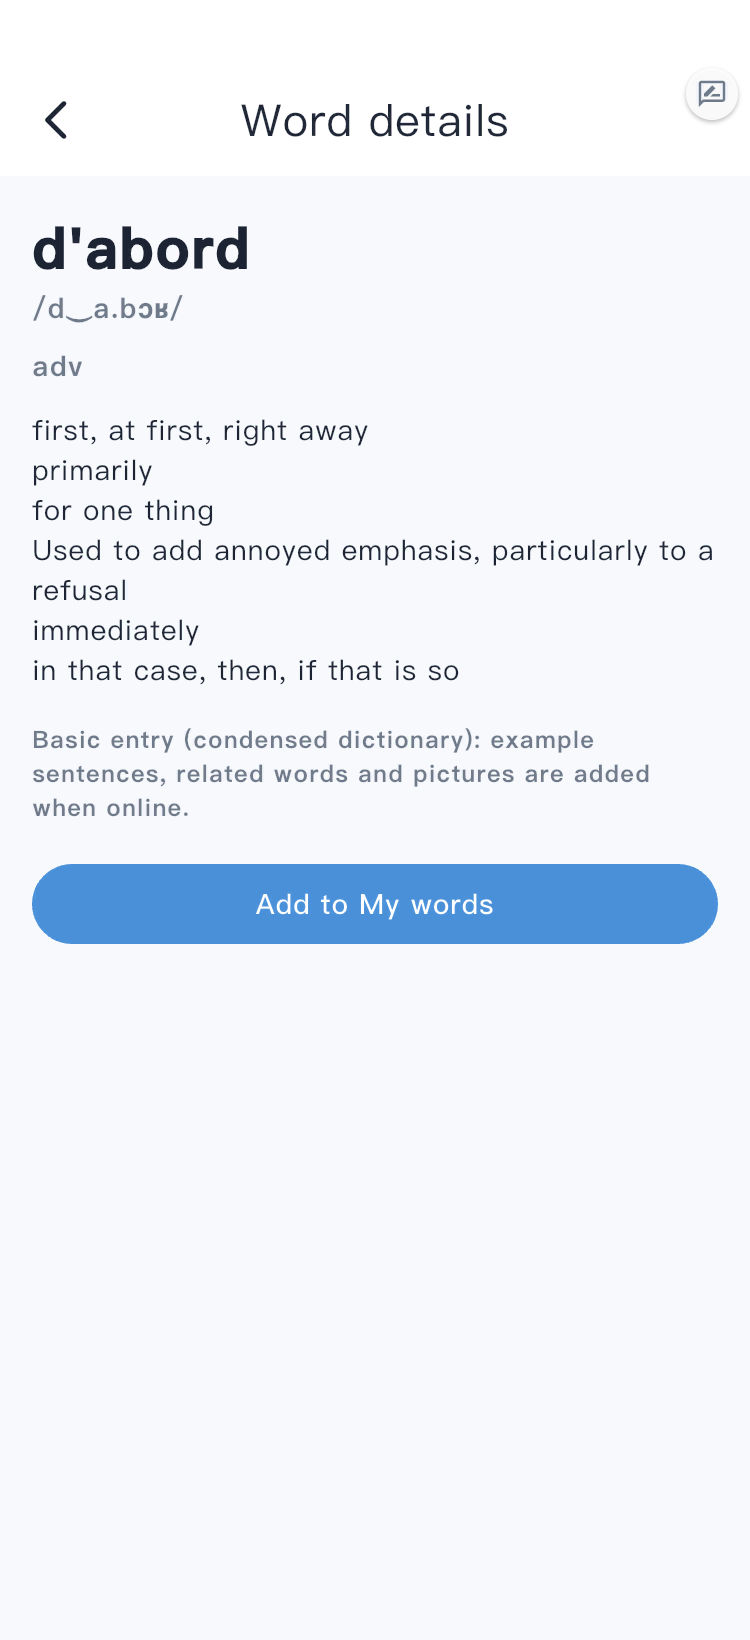 Word details
d'abord
/d‿a.bɔʁ/
adv
first, at first, right away
primarily
for one thing
Used to add annoyed emphasis, particularly to a
refusal
immediately
in that case, then, if that is so
Basic entry (condensed dictionary): example
sentences, related words and pictures are added
when online.
Add to My words